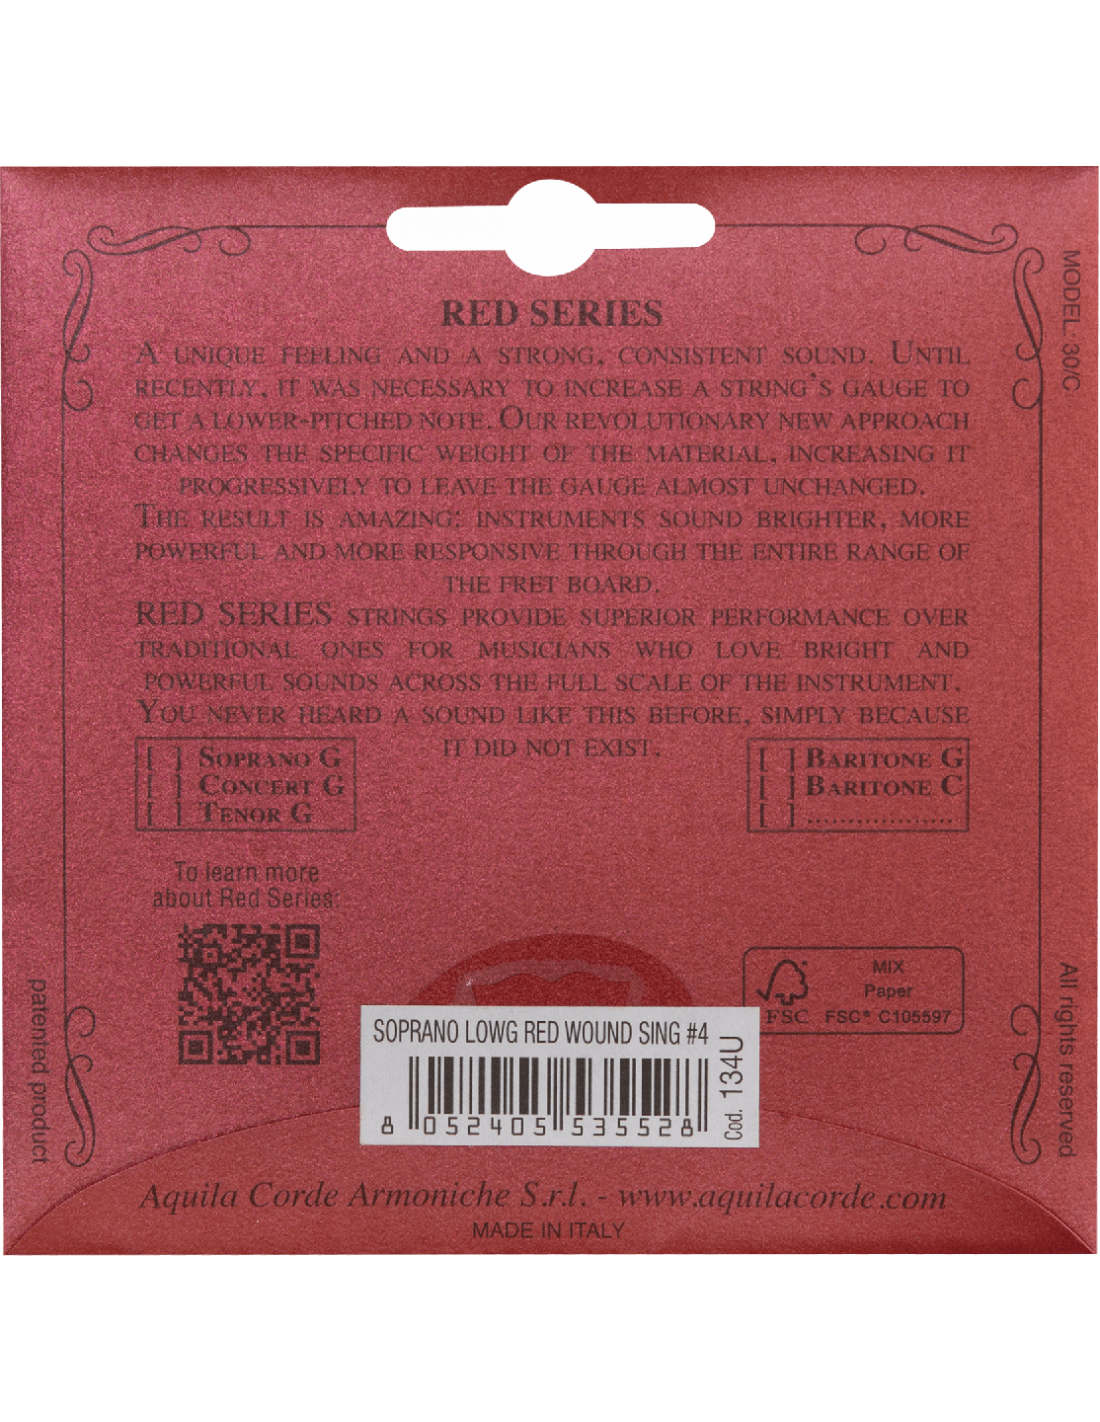 RED SERIES
A UNIQUE FEELING AND A STRONG, CONSISTENT SOUND. UNTIL
RECENTLY, IT WAS NECESSARY TO INCREASE A STRING'S GAUGE TO
GET A LOWER-PITCHED NOTE. OUR REVOLUTIONARY NEW APPROACH
CHANGES THE SPECIFIC WEIGHT OF THE MATERIAL, INCREASING IT
PROGRESSIVELY TO LEAVE THE GAUGE ALMOST UNCHANGED.
THE RESULT IS AMAZING: INSTRUMENTS SOUND BRIGHTER, MORE
POWERFUL AND MORE RESPONSIVE THROUGH THE ENTIRE RANGE OF
THE FRET BOARD.
RED SERIES STRINGS PROVIDE SUPERIOR PERFORMANCE OVER
TRADITIONAL ONES FOR MUSICIANS WHO LOVE BRIGHT AND
POWERFUL SOUNDS ACROSS THE FULL SCALE OF THE INSTRUMENT.
YOU NEVER HEARD A SOUND LIKE THIS BEFORE, SIMPLY BECAUSE
IT DID NOT EXIST.
[ ] SOPRANO G
[ ] CONCERT G
[ ] TENOR G
[ ] BARITONE G
[ ] BARITONE C
[ ] ..................
To learn more
about Red Series:
MIX
Paper
FSC FSC® C105597
SOPRANO LOWG RED WOUND SING #4
8 052405 535528
Cod. 134U
Aquila Corde Armoniche S.r.l. - www.aquilacorde.com
MADE IN ITALY
MODEL: 30/C
All rights reserved
patented product